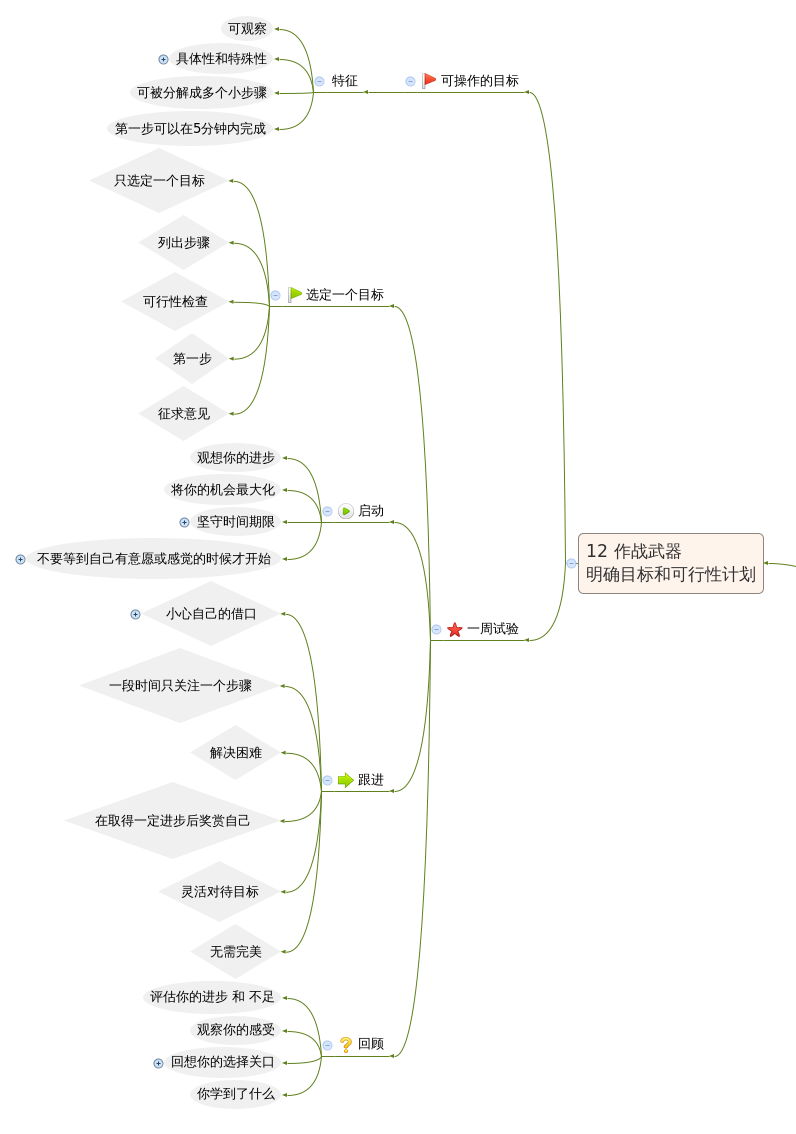 12 作战武器
明确目标和可行性计划
可操作的目标
特征
可观察
具体性和特殊性
可被分解成多个小步骤
第一步可以在5分钟内完成
一周试验
选定一个目标
只选定一个目标
列出步骤
可行性检查
第一步
征求意见
启动
观想你的进步
将你的机会最大化
坚守时间期限
不要等到自己有意愿或感觉的时候才开始
跟进
小心自己的借口
一段时间只关注一个步骤
解决困难
在取得一定进步后奖赏自己
灵活对待目标
无需完美
回顾
评估你的进步 和 不足
观察你的感受
回想你的选择关口
你学到了什么